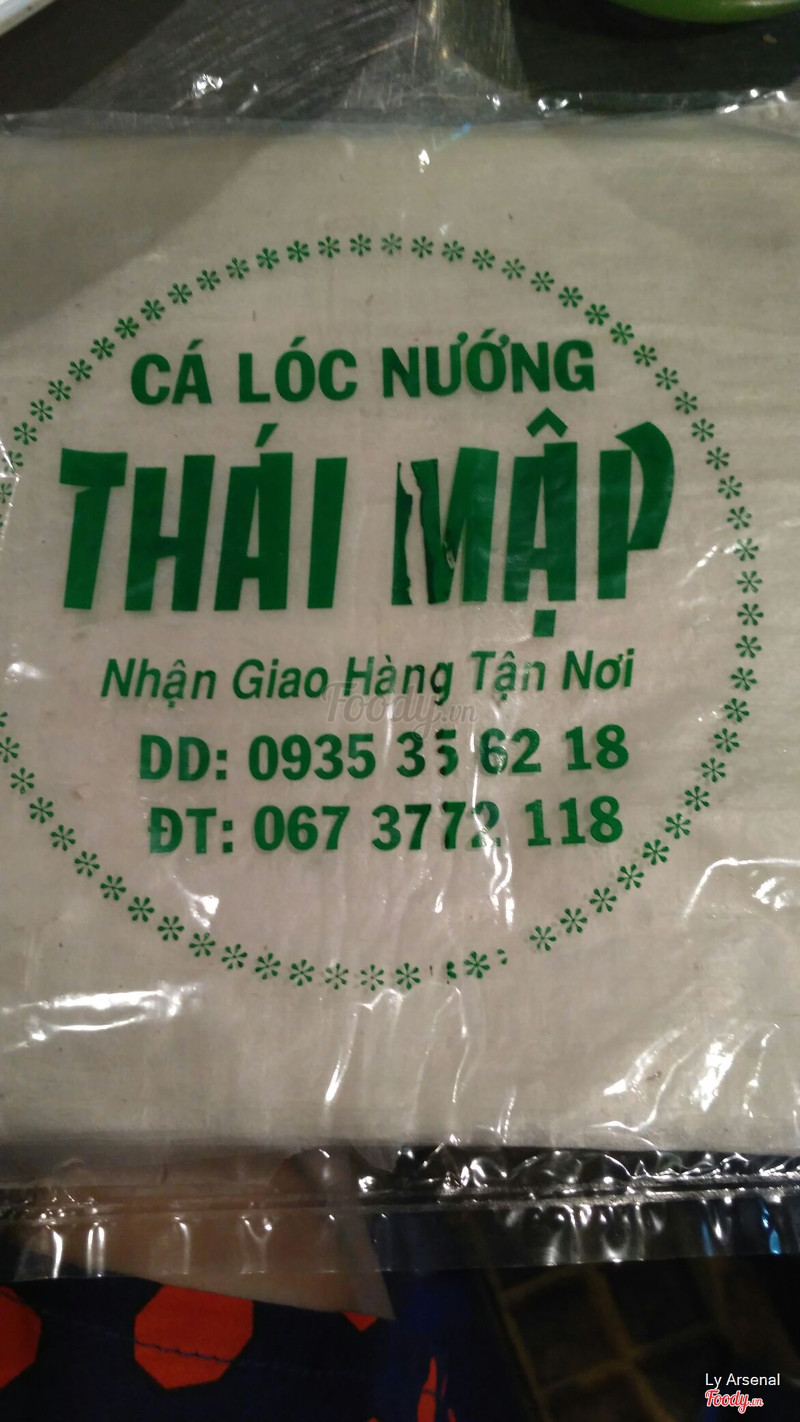 CÁ LÓC NƯỚNG
THÁI MẬP
Nhận Giao Hàng Tận Nơi
Foody.vn
DD: 0935 35 62 18
ĐT: 067 3772 118
Ly Arsenal
Foody.vn